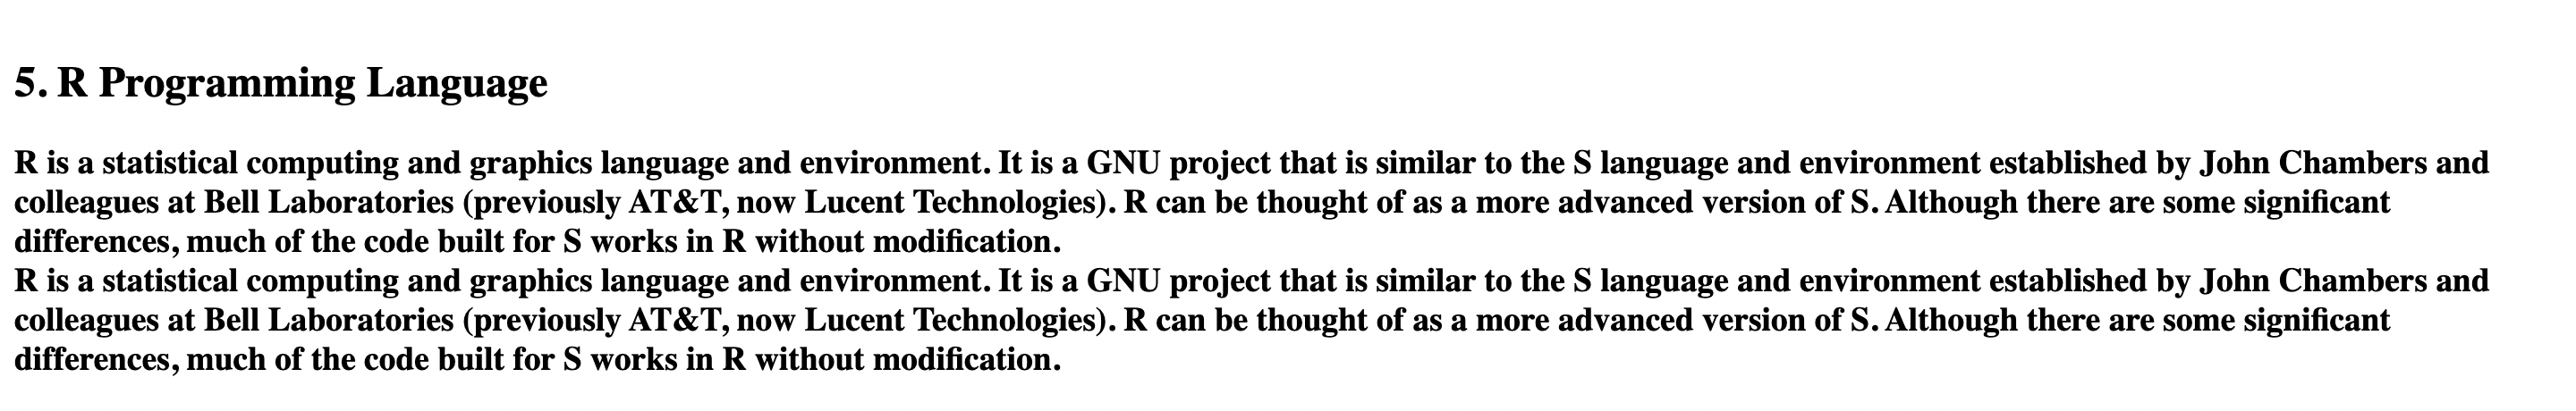 5. R Programming Language
R is a statistical computing and graphics language and environment. It is a GNU project that is similar to the S language and environment established by John Chambers and
colleagues at Bell Laboratories (previously AT&T, now Lucent Technologies). R can be thought of as a more advanced version of S. Although there are some significant
differences, much of the code built for S works in R without modification.
R is a statistical computing and graphics language and environment. It is a GNU project that is similar to the S language and environment established by John Chambers and
colleagues at Bell Laboratories (previously AT&T, now Lucent Technologies). R can be thought of as a more advanced version of S. Although there are some significant
differences, much of the code built for S works in R without modification.